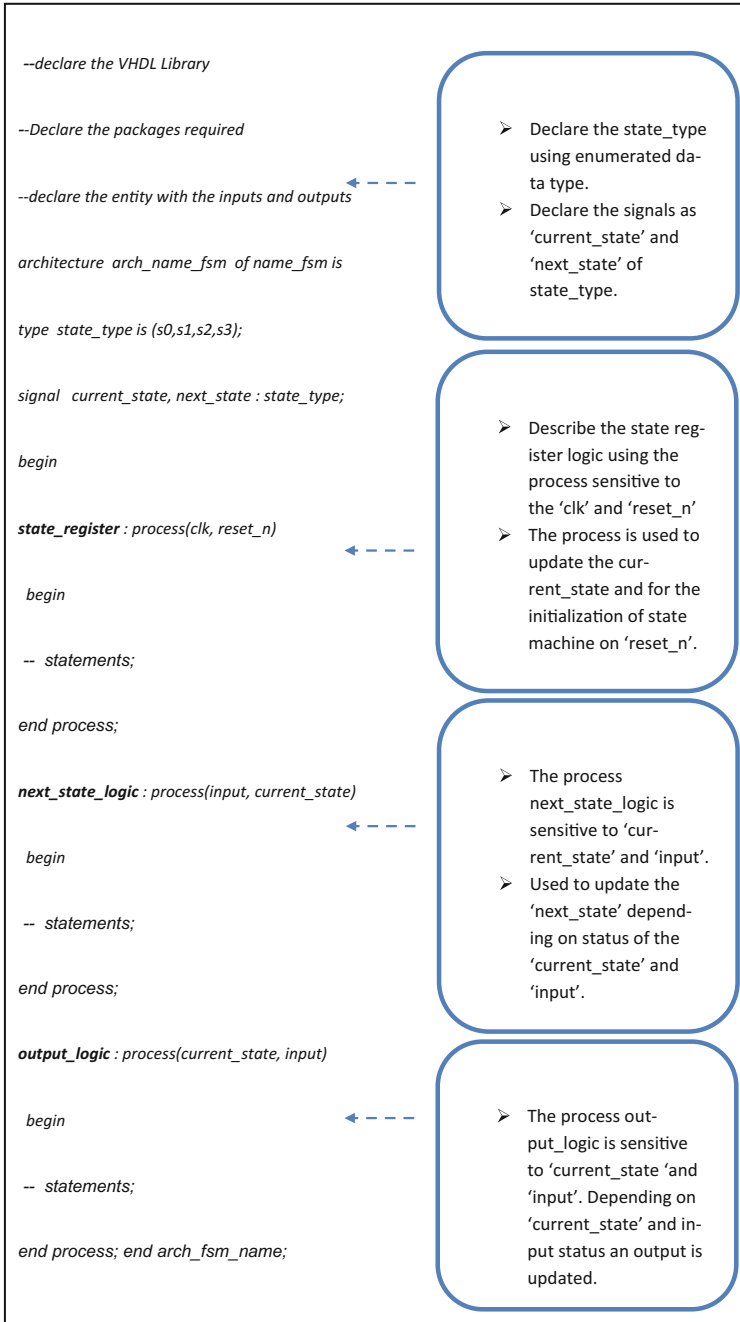 --declare the VHDL Library
--Declare the packages required
--declare the entity with the inputs and outputs
architecture arch_name_fsm of name_fsm is
type state_type is (s0,s1,s2,s3);
signal current_state, next_state : state_type;
begin
state_register : process(clk, reset_n)
begin
-- statements;
end process;
next_state_logic : process(input, current_state)
begin
-- statements;
end process;
output_logic : process(current_state, input)
begin
-- statements;
end process; end arch_fsm_name;
➢ Declare the state_type
using enumerated da-
ta type.
➢ Declare the signals as
‘current_state’ and
‘next_state’ of
state_type.
➢ Describe the state reg-
ister logic using the
process sensitive to
the ‘clk’ and ‘reset_n’
➢ The process is used to
update the cur-
rent_state and for the
initialization of state
machine on ‘reset_n’.
➢ The process
next_state_logic is
sensitive to ‘cur-
rent_state’ and ‘input’.
➢ Used to update the
‘next_state’ depend-
ing on status of the
‘current_state’ and
‘input’.
➢ The process out-
put_logic is sensitive
to ‘current_state ‘and
‘input’. Depending on
‘current_state’ and in-
put status an output is
updated.